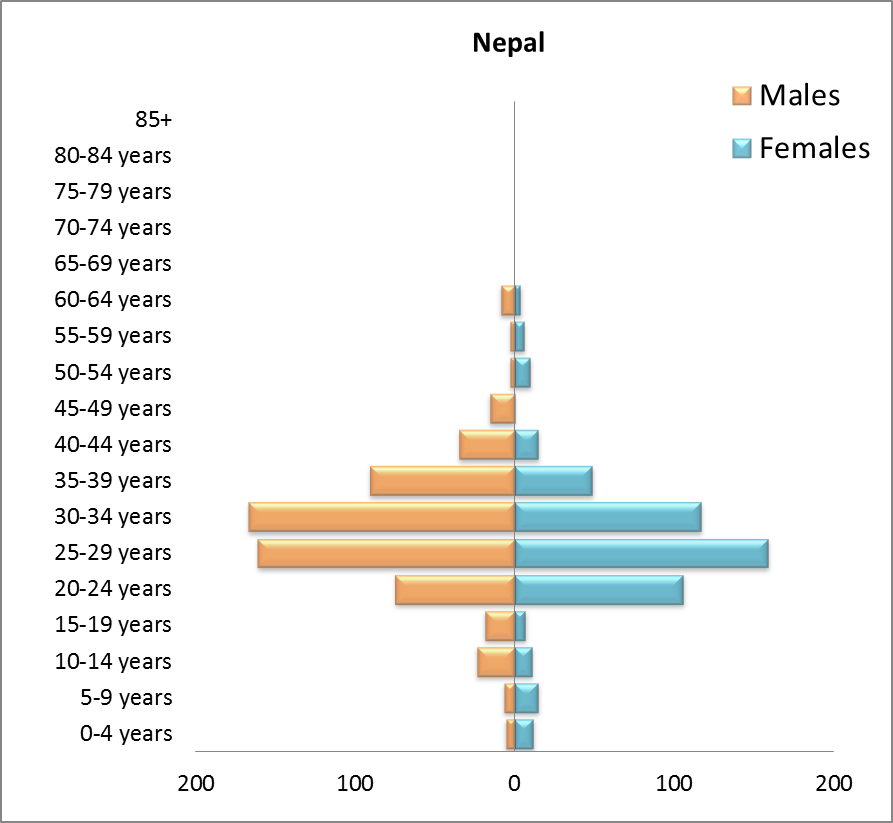 Nepal
Males
Females
85+
80-84 years
75-79 years
70-74 years
65-69 years
60-64 years
55-59 years
50-54 years
45-49 years
40-44 years
35-39 years
30-34 years
25-29 years
20-24 years
15-19 years
10-14 years
5-9 years
0-4 years
200 100 0 100 200